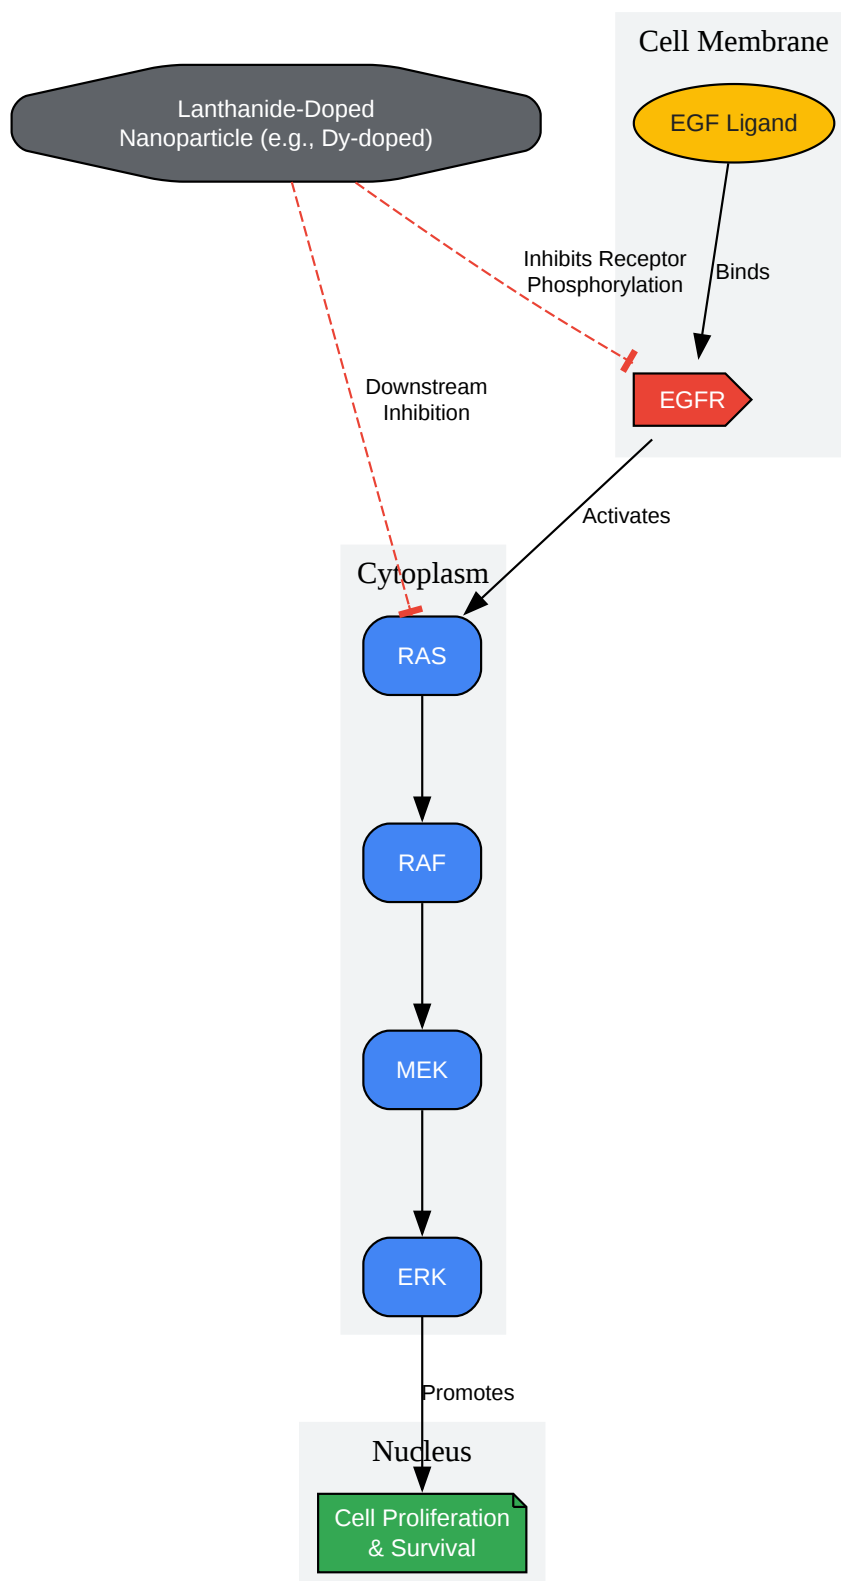 Cell Membrane
Lanthanide-Doped
Nanoparticle (e.g., Dy-doped)
EGF Ligand
Inhibits Receptor
Phosphorylation
Binds
Downstream
Inhibition
EGFR
Activates
Cytoplasm
RAS
RAF
MEK
ERK
Promotes
Nucleus
Cell Proliferation
& Survival